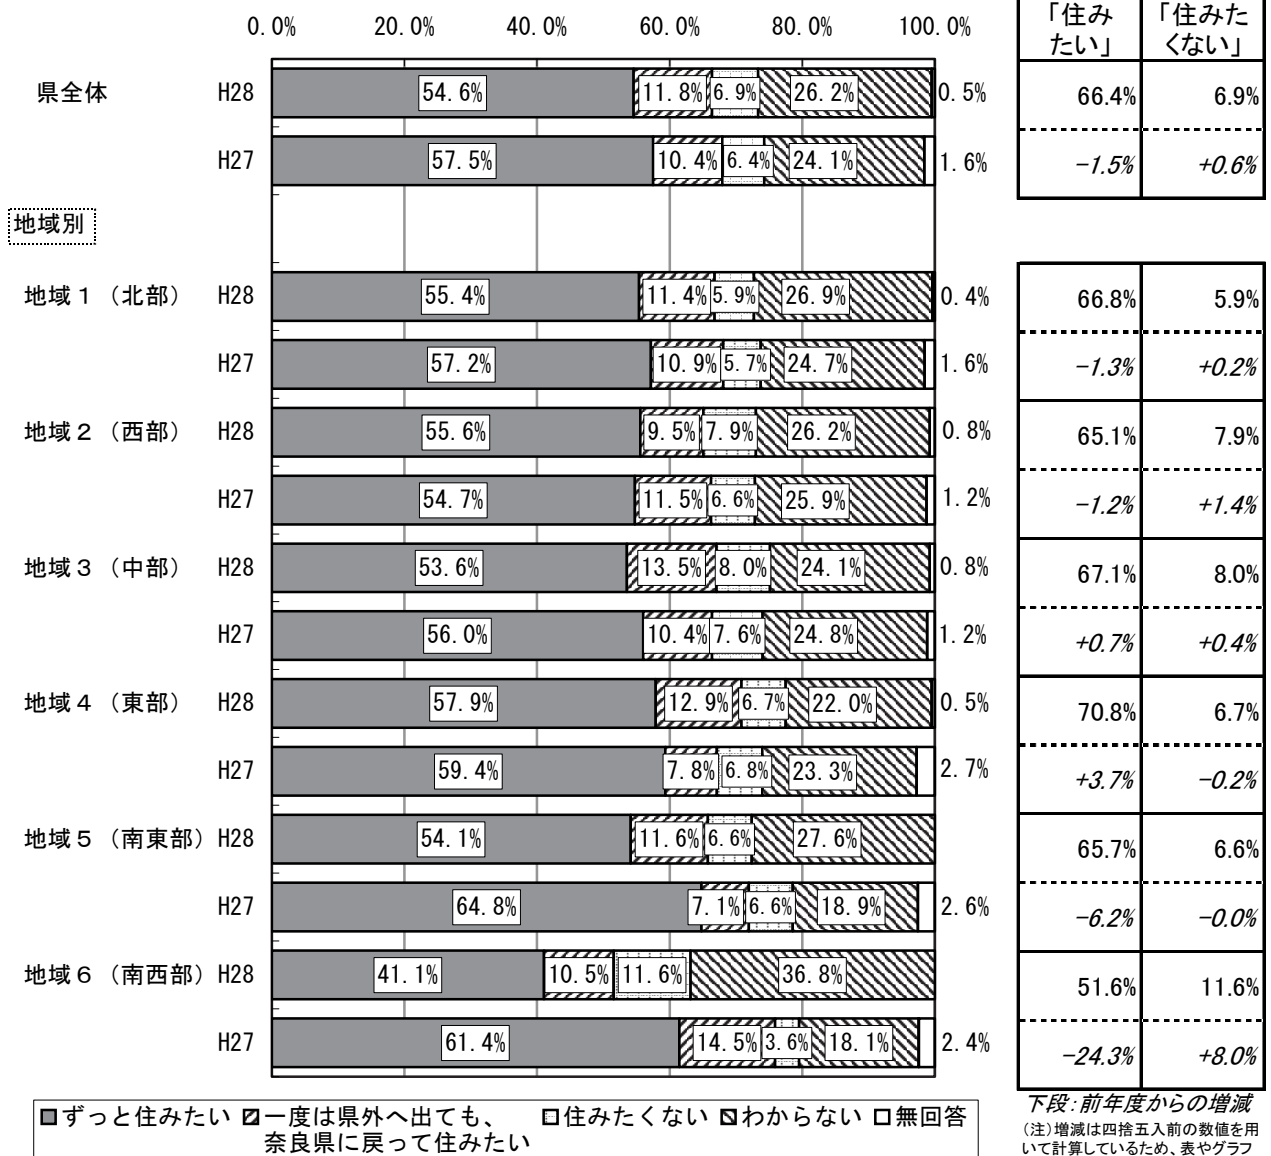 0.0% 20.0% 40.0% 60.0% 80.0% 100.0%
「住みたい」 「住みたくない」
県全体 H28 54.6% 11.8% 6.9% 26.2% 0.5% 66.4% 6.9%
H27 57.5% 10.4% 6.4% 24.1% 1.6% -1.5% +0.6%
地域別
地域1（北部） H28 55.4% 11.4% 5.9% 26.9% 0.4% 66.8% 5.9%
H27 57.2% 10.9% 5.7% 24.7% 1.6% -1.3% +0.2%
地域2（西部） H28 55.6% 9.5% 7.9% 26.2% 0.8% 65.1% 7.9%
H27 54.7% 11.5% 6.6% 25.9% 1.2% -1.2% +1.4%
地域3（中部） H28 53.6% 13.5% 8.0% 24.1% 0.8% 67.1% 8.0%
H27 56.0% 10.4% 7.6% 24.8% 1.2% +0.7% +0.4%
地域4（東部） H28 57.9% 12.9% 6.7% 22.0% 0.5% 70.8% 6.7%
H27 59.4% 7.8% 6.8% 23.3% 2.7% +3.7% -0.2%
地域5（南東部） H28 54.1% 11.6% 6.6% 27.6% 65.7% 6.6%
H27 64.8% 7.1% 6.6% 18.9% 2.6% -6.2% -0.0%
地域6（南西部） H28 41.1% 10.5% 11.6% 36.8% 51.6% 11.6%
H27 61.4% 14.5% 3.6% 18.1% 2.4% -24.3% +8.0%
ずっと住みたい 一度は県外へ出ても、 住みたくない わからない 無回答
奈良県に戻って住みたい
下段：前年度からの増減
（注）増減は四捨五入前の数値を用
いて計算しているため、表やグラフ